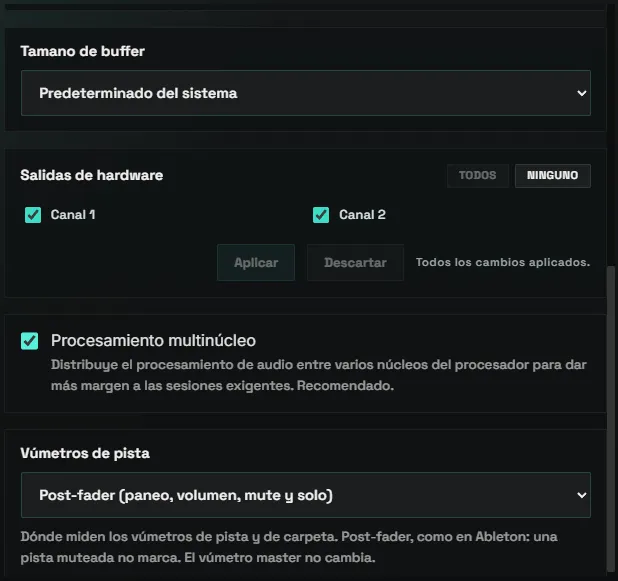 Tamano de buffer
Predeterminado del sistema
Salidas de hardware
TODOS
NINGUNO
Canal 1
Canal 2
Aplicar
Descartar
Todos los cambios aplicados.
Procesamiento multinúcleo
Distribuye el procesamiento de audio entre varios núcleos del procesador para dar
más margen a las sesiones exigentes. Recomendado.
Vúmetros de pista
Post-fader (paneo, volumen, mute y solo)
Dónde miden los vúmetros de pista y de carpeta. Post-fader, como en Ableton: una
pista muteada no marca. El vúmetro master no cambia.